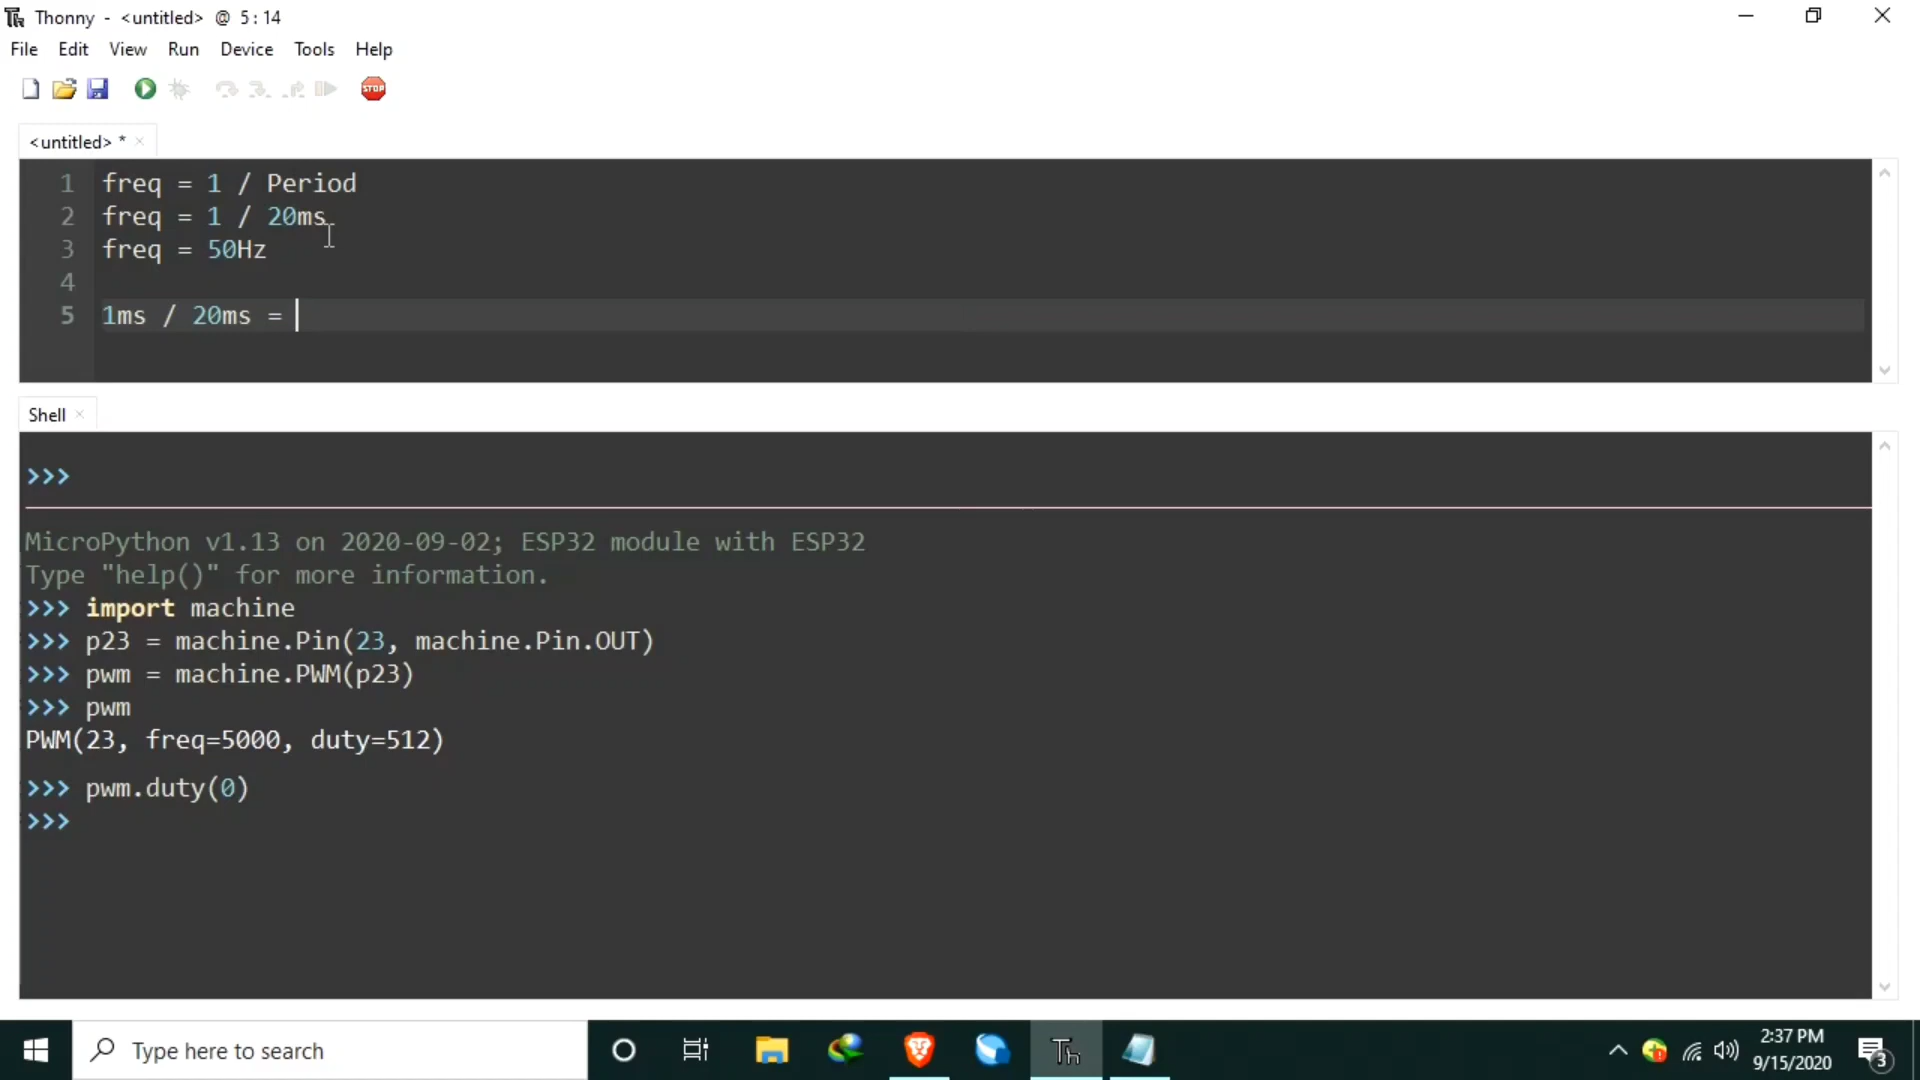 Thonny - <untitled> @ 5:14
File Edit View Run Device Tools Help
STOP
<untitled> *
1 freq = 1 / Period
2 freq = 1 / 20ms
3 freq = 50Hz
4
5 1ms / 20ms =
Shell
>>>
MicroPython v1.13 on 2020-09-02; ESP32 module with ESP32
Type "help()" for more information.
>>> import machine
>>> p23 = machine.Pin(23, machine.Pin.OUT)
>>> pwm = machine.PWM(p23)
>>> pwm
PWM(23, freq=5000, duty=512)
>>> pwm.duty(0)
>>>
Type here to search
Th
2:37 PM
9/15/2020
3